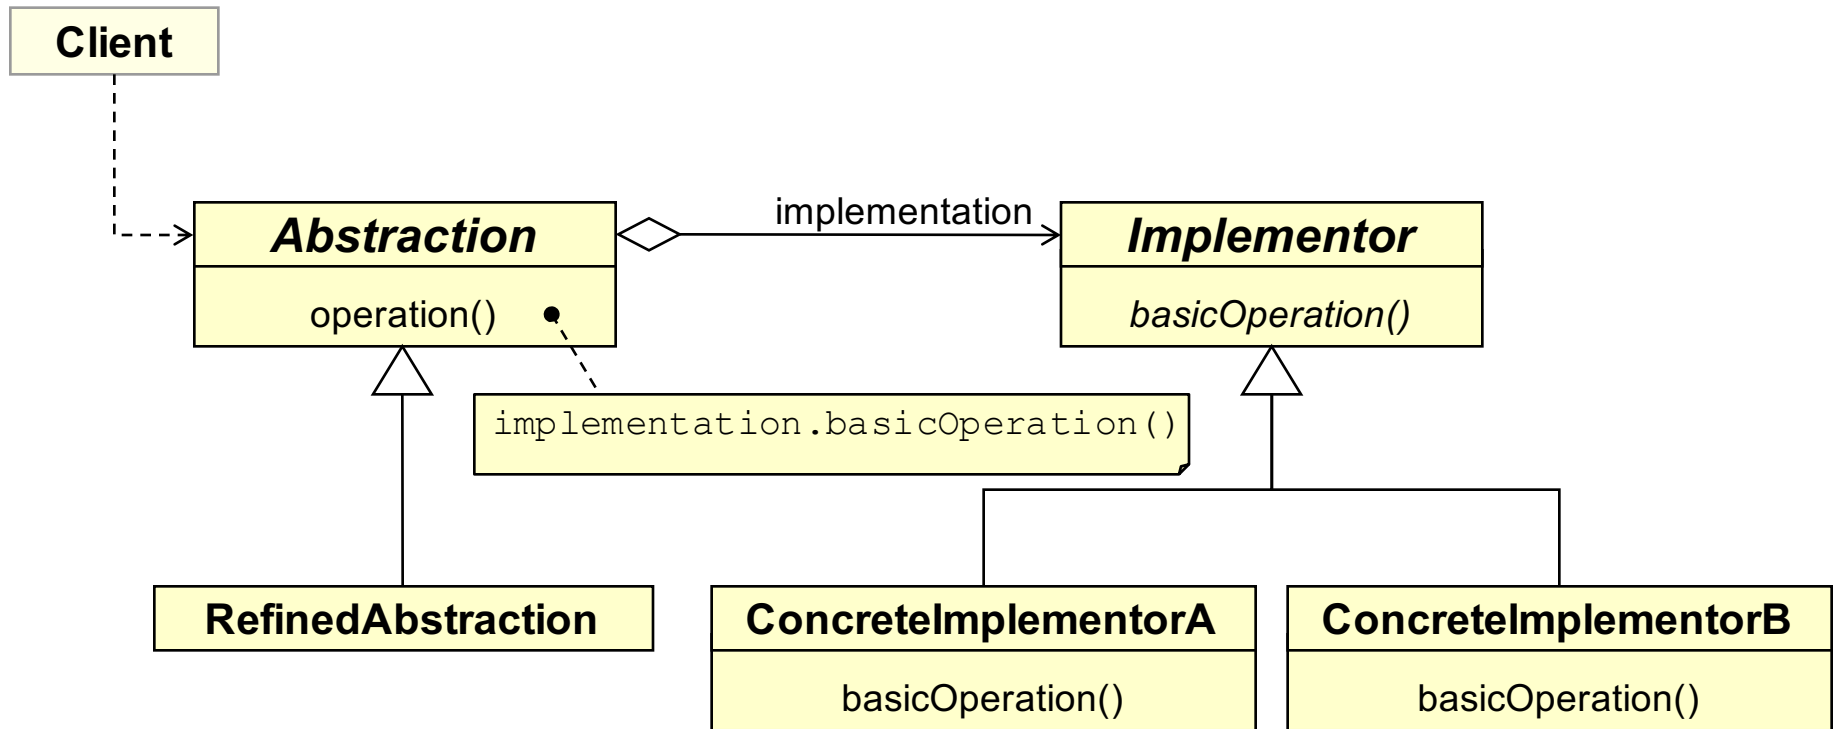 Client
implementation
Abstraction
Implementor
operation()
basicOperation()
implementation.basicOperation()
RefinedAbstraction
ConcreteImplementorA
ConcreteImplementorB
basicOperation()
basicOperation()